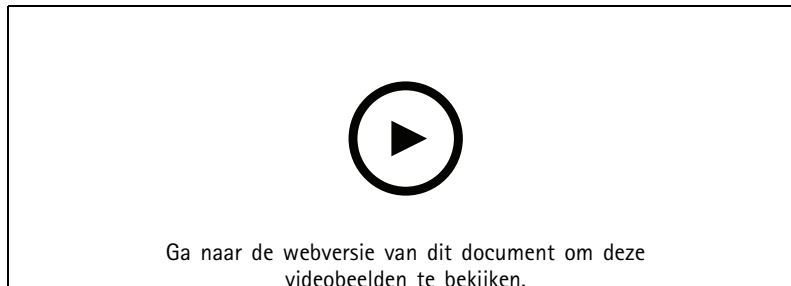 Ga naar de webversie van dit document om deze
videobeelden te bekijken.